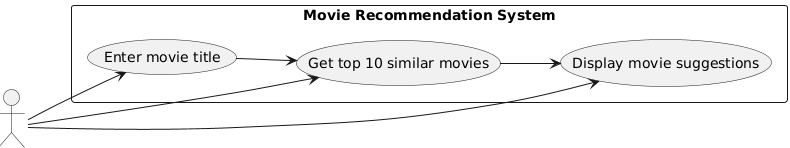 Movie Recommendation System
Enter movie title
Get top 10 similar movies
Display movie suggestions